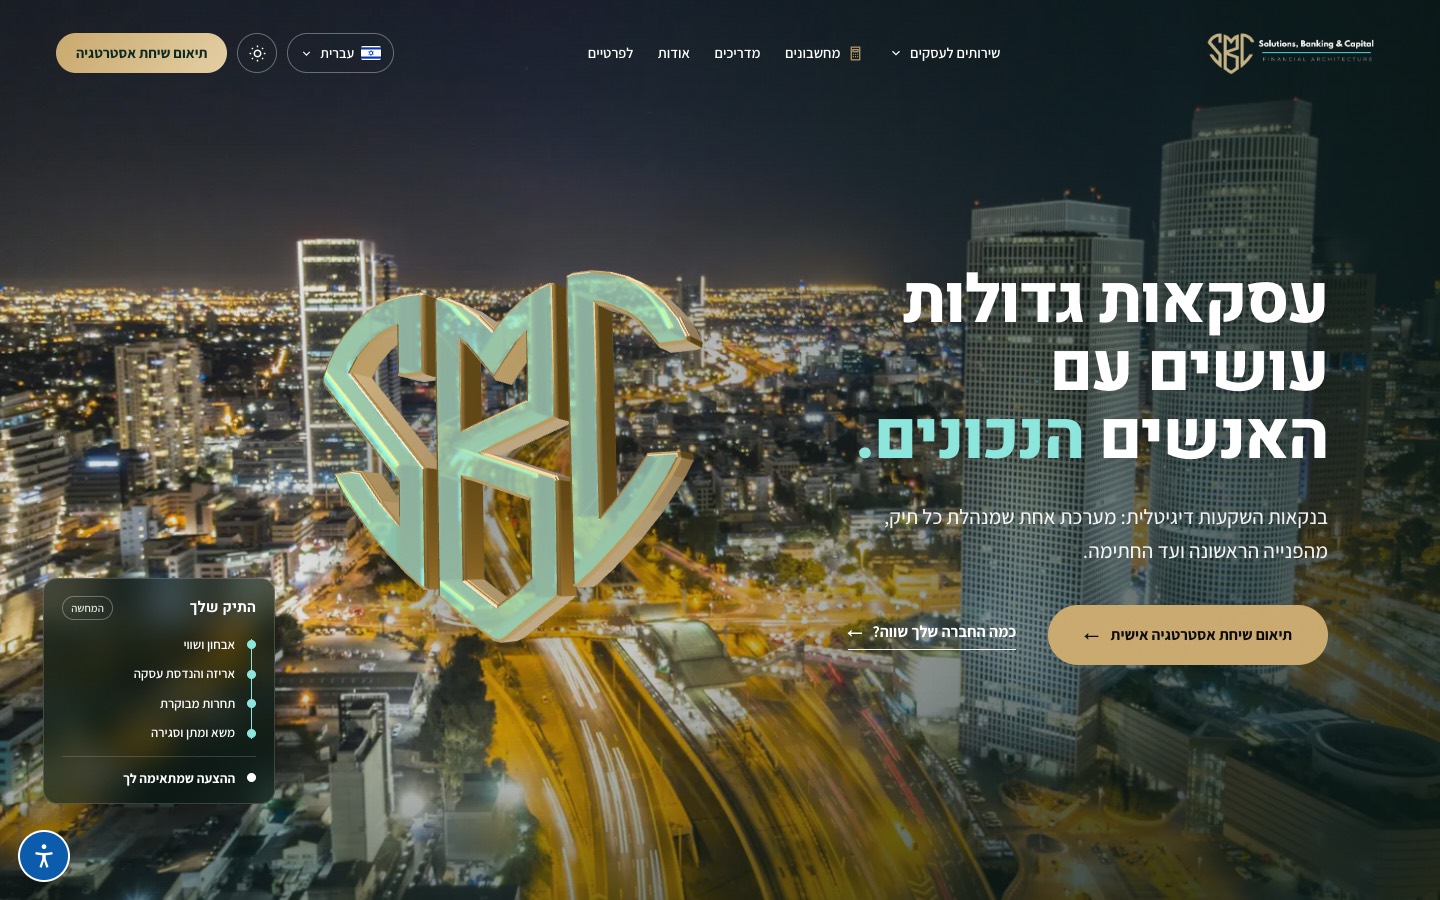 Solutions, Banking & Capital
FINANCIAL ARCHITECTURE
שירותים לעסקים
מחשבונים
מדריכים
אודות
לפרטיים
עברית
תיאום שיחת אסטרטגיה
SBC
עסקאות גדולות
עושים עם
האנשים הנכונים.
בנקאות השקעות דיגיטלית: מערכת אחת שמנהלת כל תיק,
מהפנייה הראשונה ועד החתימה.
תיאום שיחת אסטרטגיה אישית ←
כמה החברה שלך שווה? ←
התיק שלך
המחשה
אבחון ושווי
אריזה והנדסת עסקה
תחרות מבוקרת
משא ומתן וסגירה
ההצעה שמתאימה לך